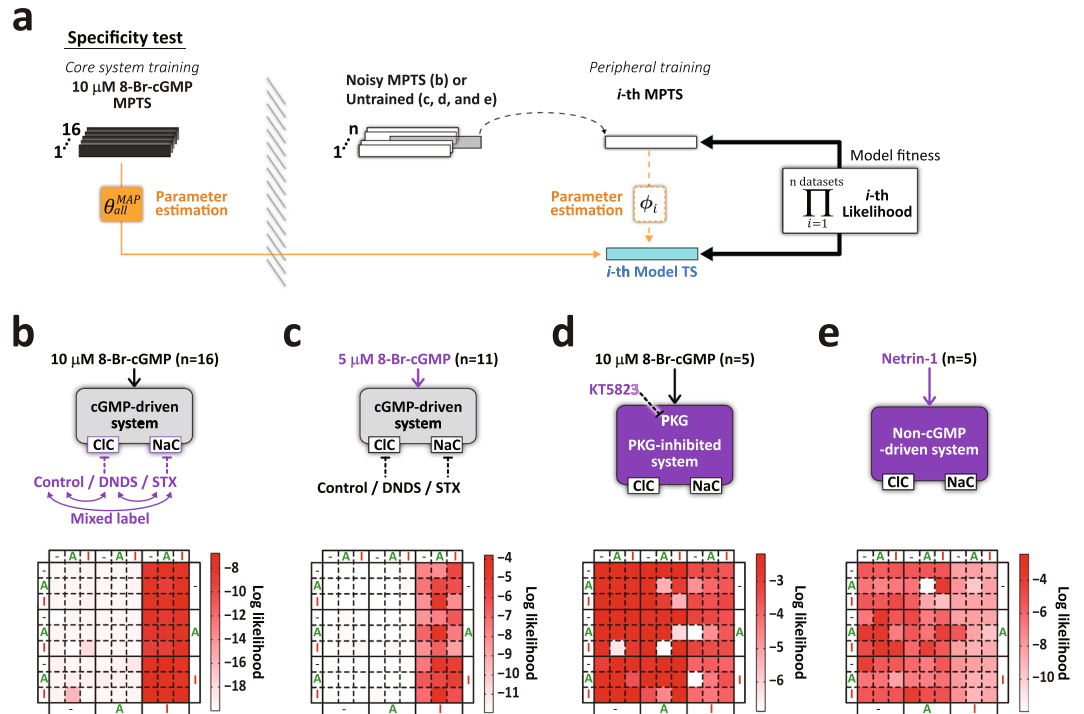 a
Specificity test
Core system training
10 μM 8-Br-cGMP
MPTS
16
1
Noisy MPTS (b) or
Untrained (c, d, and e)
n
1
Peripheral training
i-th MPTS
Model fitness
n datasets
∏
i=1
i-th
Likelihood
θ all MAP
Parameter
estimation
Parameter
estimation
ϕi
i-th Model TS
b
10 μM 8-Br-cGMP (n=16)
cGMP-driven
system
ClC NaC
Control / DNDS / STX
Mixed label
- A I - A I - A I
- A I - A I - A I
- A I
- A I
−8
−10
−12
−14
−16
−18
Log likelihood
c
5 μM 8-Br-cGMP (n=11)
cGMP-driven
system
ClC NaC
Control / DNDS / STX
- A I - A I - A I
- A I - A I - A I
- A I
- A I
−4
−5
−6
−7
−8
−9
−10
−11
Log likelihood
d
10 μM 8-Br-cGMP (n=5)
KT5823
PKG
PKG-inhibited
system
ClC NaC
- A I - A I - A I
- A I - A I - A I
- A I
- A I
−3
−4
−5
−6
Log likelihood
e
Netrin-1 (n=5)
Non-cGMP
-driven system
ClC NaC
- A I - A I - A I
- A I - A I - A I
- A I
- A I
−4
−6
−8
−10
Log likelihood